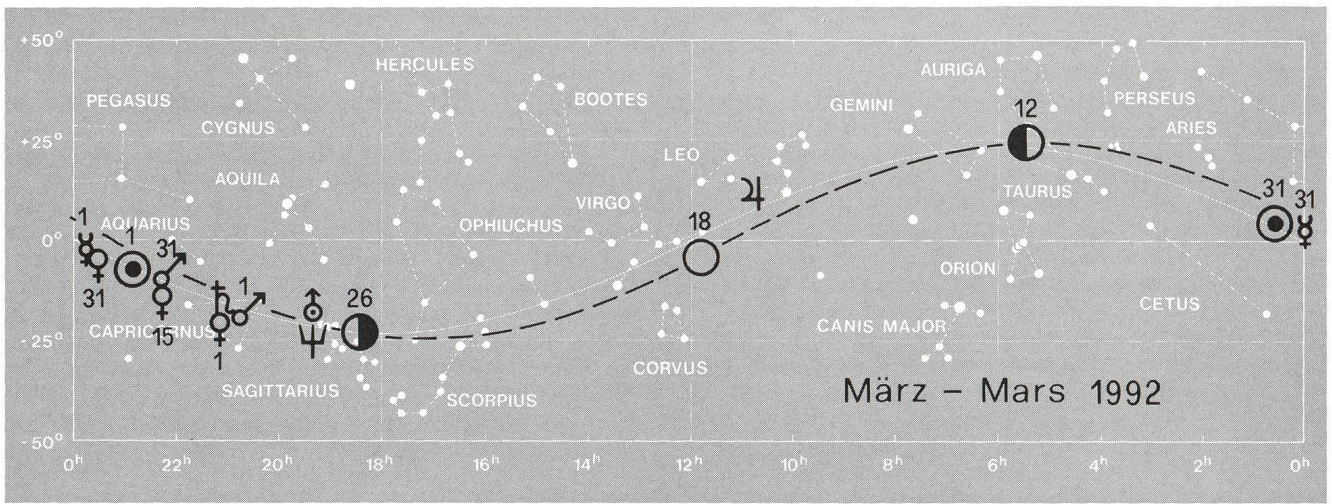 +50°
HERCULES
AURIGA
PEGASUS
BOOTES
GEMINI
12
PERSEUS
CYGNUS
ARIES
+25°
LEO
AQUILA
♃
TAURUS
31
31
☿
VIRGO
1
AQUARIUS
1
OPHIUCHUS
18
0°
31
ORION
31
1
26
CETUS
15
CAPRICORNUS
1
CANIS MAJOR
-25°
CORVUS
SAGITTARIUS
SCORPIUS
März – Mars 1992
-50°
0h 22h 20h 18h 16h 14h 12h 10h 8h 6h 4h 2h 0h